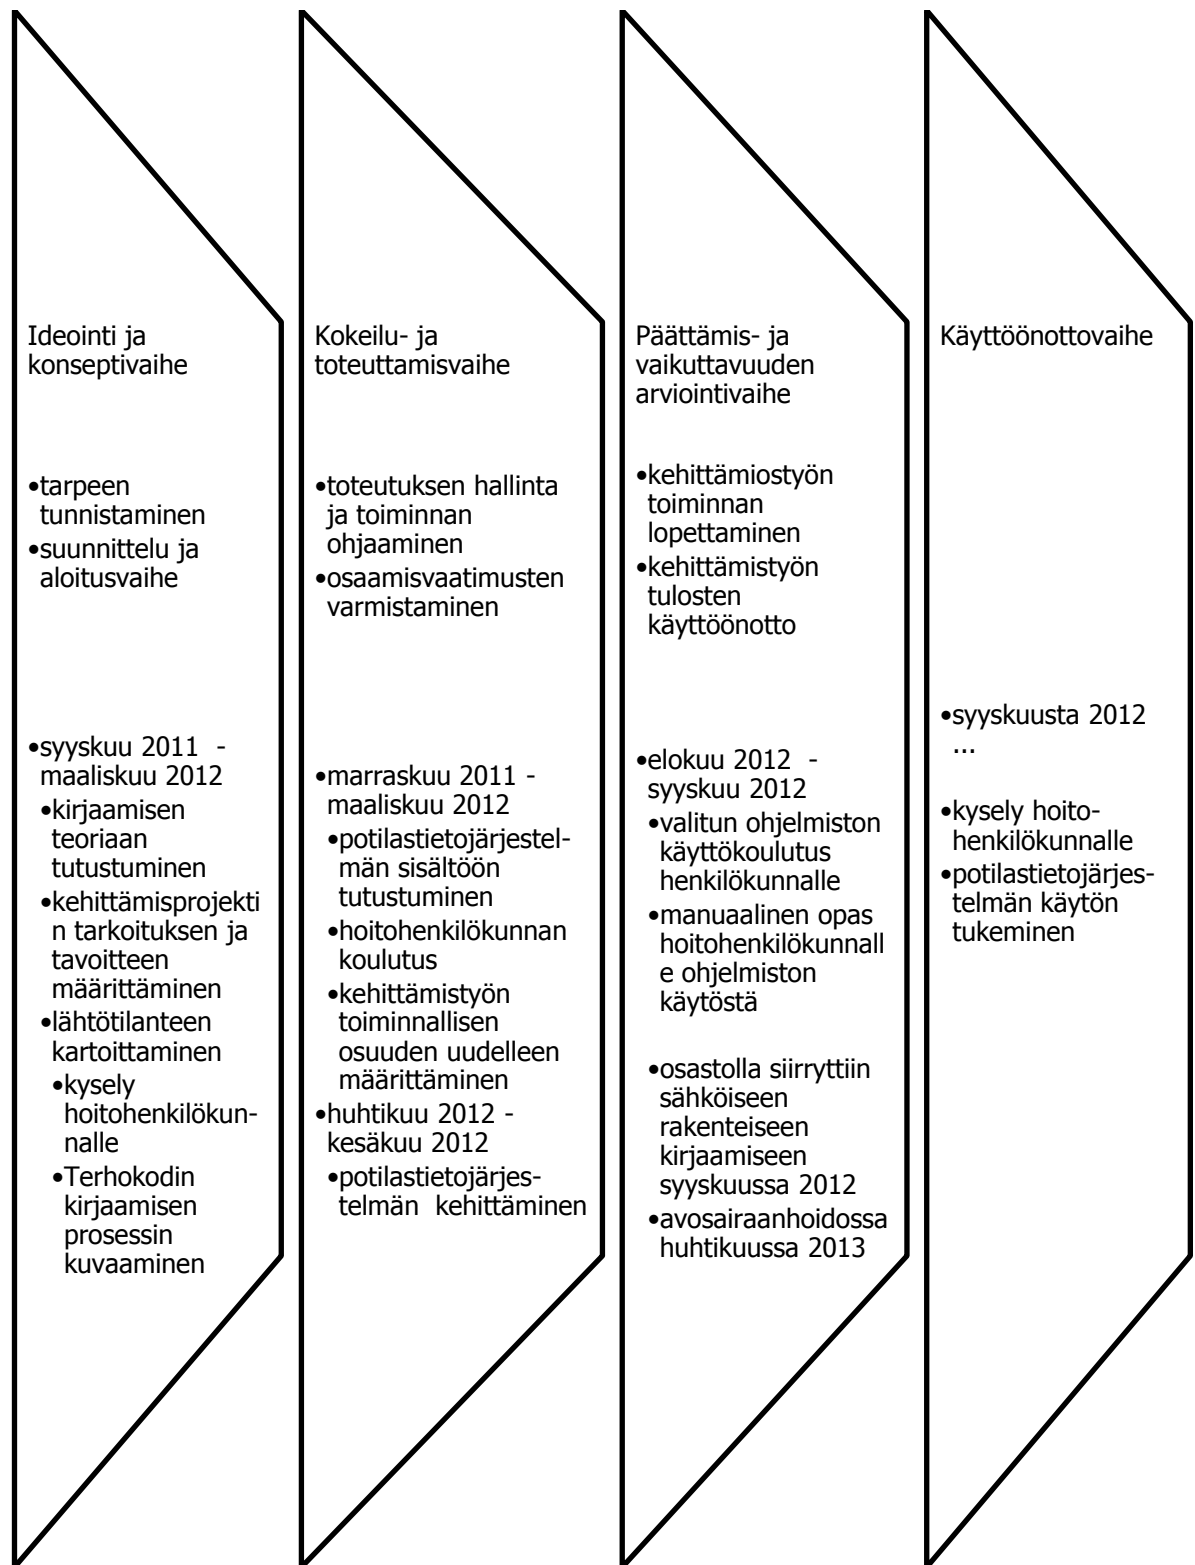 Ideointi ja
konseptivaihe
•tarpeen
tunnistaminen
•suunnittelu ja
aloitusvaihe
•syyskuu 2011 -
maaliskuu 2012
•kirjaamisen
teoriaan
tutustuminen
•kehittämisprojekti
n tarkoituksen ja
tavoitteen
määrittäminen
•lähtötilanteen
kartoittaminen
•kysely
hoitohenkilökun-
nalle
•Terhokodin
kirjaamisen
prosessin
kuvaaminen
Kokeilu- ja
toteuttamisvaihe
•toteutuksen hallinta
ja toiminnan
ohjaaminen
•osaamisvaatimusten
varmistaminen
•marraskuu 2011 -
maaliskuu 2012
•potilastietojärjestel-
män sisältöön
tutustuminen
•hoitohenkilökunnan
koulutus
•kehittämistyön
toiminnallisen
osuuden uudelleen
määrittäminen
•huhtikuu 2012 -
kesäkuu 2012
•potilastietojärjes-
telmän kehittäminen
Päättämis- ja
vaikuttavuuden
arviointivaihe
•kehittämiostyön
toiminnan
lopettaminen
•kehittämistyön
tulosten
käyttöönotto
•elokuu 2012 -
syyskuu 2012
•valitun ohjelmiston
käyttökoulutus
henkilökunnalle
•manuaalinen opas
hoitohenkilökunnall
e ohjelmiston
käytöstä
•osastolla siirryttiin
sähköiseen
rakenteiseen
kirjaamiseen
syyskuussa 2012
•avosairaanhoidossa
huhtikuussa 2013
Käyttöönottovaihe
•syyskuusta 2012
...
•kysely hoito-
henkilökunnalle
•potilastietojärjes-
telmän käytön
tukeminen